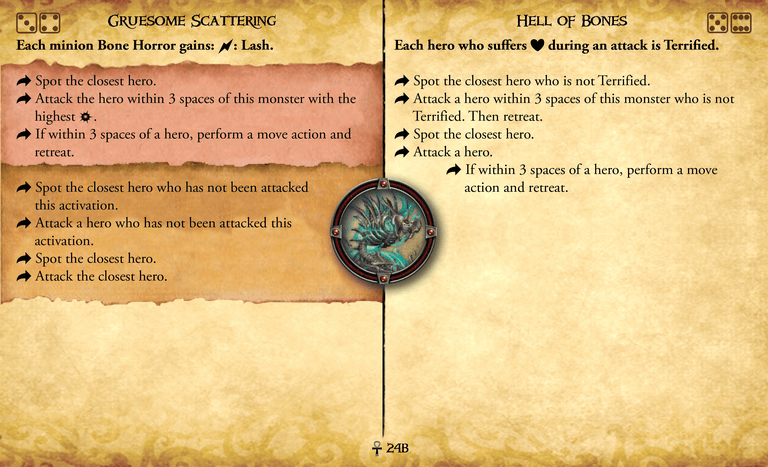 Gruesome Scattering
Each minion Bone Horror gains: : Lash.
Spot the closest hero.
Attack the hero within 3 spaces of this monster with the
highest .
If within 3 spaces of a hero, perform a move action and
retreat.
Spot the closest hero who has not been attacked
this activation.
Attack a hero who has not been attacked this
activation.
Spot the closest hero.
Attack the closest hero.
Hell of Bones
Each hero who suffers during an attack is Terrified.
Spot the closest hero who is not Terrified.
Attack a hero within 3 spaces of this monster who is not
Terrified. Then retreat.
Spot the closest hero.
Attack a hero.
If within 3 spaces of a hero, perform a move
action and retreat.
24B